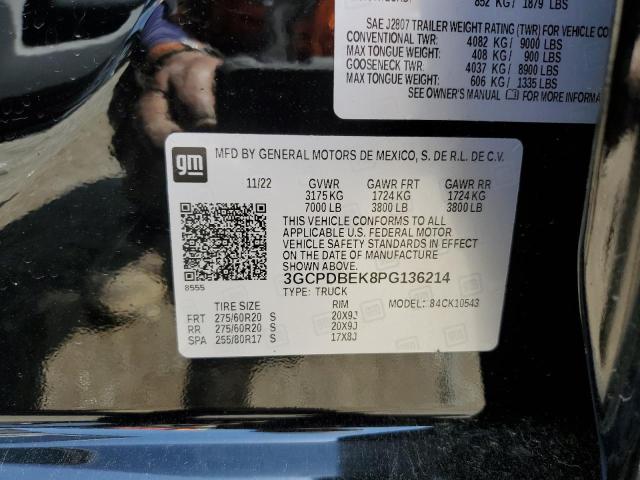 852 KG / 1879 LBS
SAE J2807 TRAILER WEIGHT RATING (TWR) FOR VEHICLE CO
CONVENTIONAL TWR: 4082 KG / 9000 LBS
MAX TONGUE WEIGHT: 408 KG / 900 LBS
GOOSENECK TWR: 4037 KG / 8900 LBS
MAX TONGUE WEIGHT: 606 KG / 1335 LBS
SEE OWNER'S MANUAL FOR MORE INFORMA
gm
MFD BY GENERAL MOTORS DE MEXICO, S. DE R.L. DE C.V.
11/22 GVWR GAWR FRT GAWR RR
3175 KG 1724 KG 1724 KG
7000 LB 3800 LB 3800 LB
THIS VEHICLE CONFORMS TO ALL
APPLICABLE U.S. FEDERAL MOTOR
VEHICLE SAFETY STANDARDS IN EFFECT
ON THE DATE OF MANUFACTURE SHOWN ABOVE.
3GCPDBEK8PG136214
8555
TYPE: TRUCK MODEL: 84CK10543
TIRE SIZE RIM
FRT 275/60R20 S 20X9J
RR 275/60R20 S 20X9J
SPA 255/80R17 S 17X8J